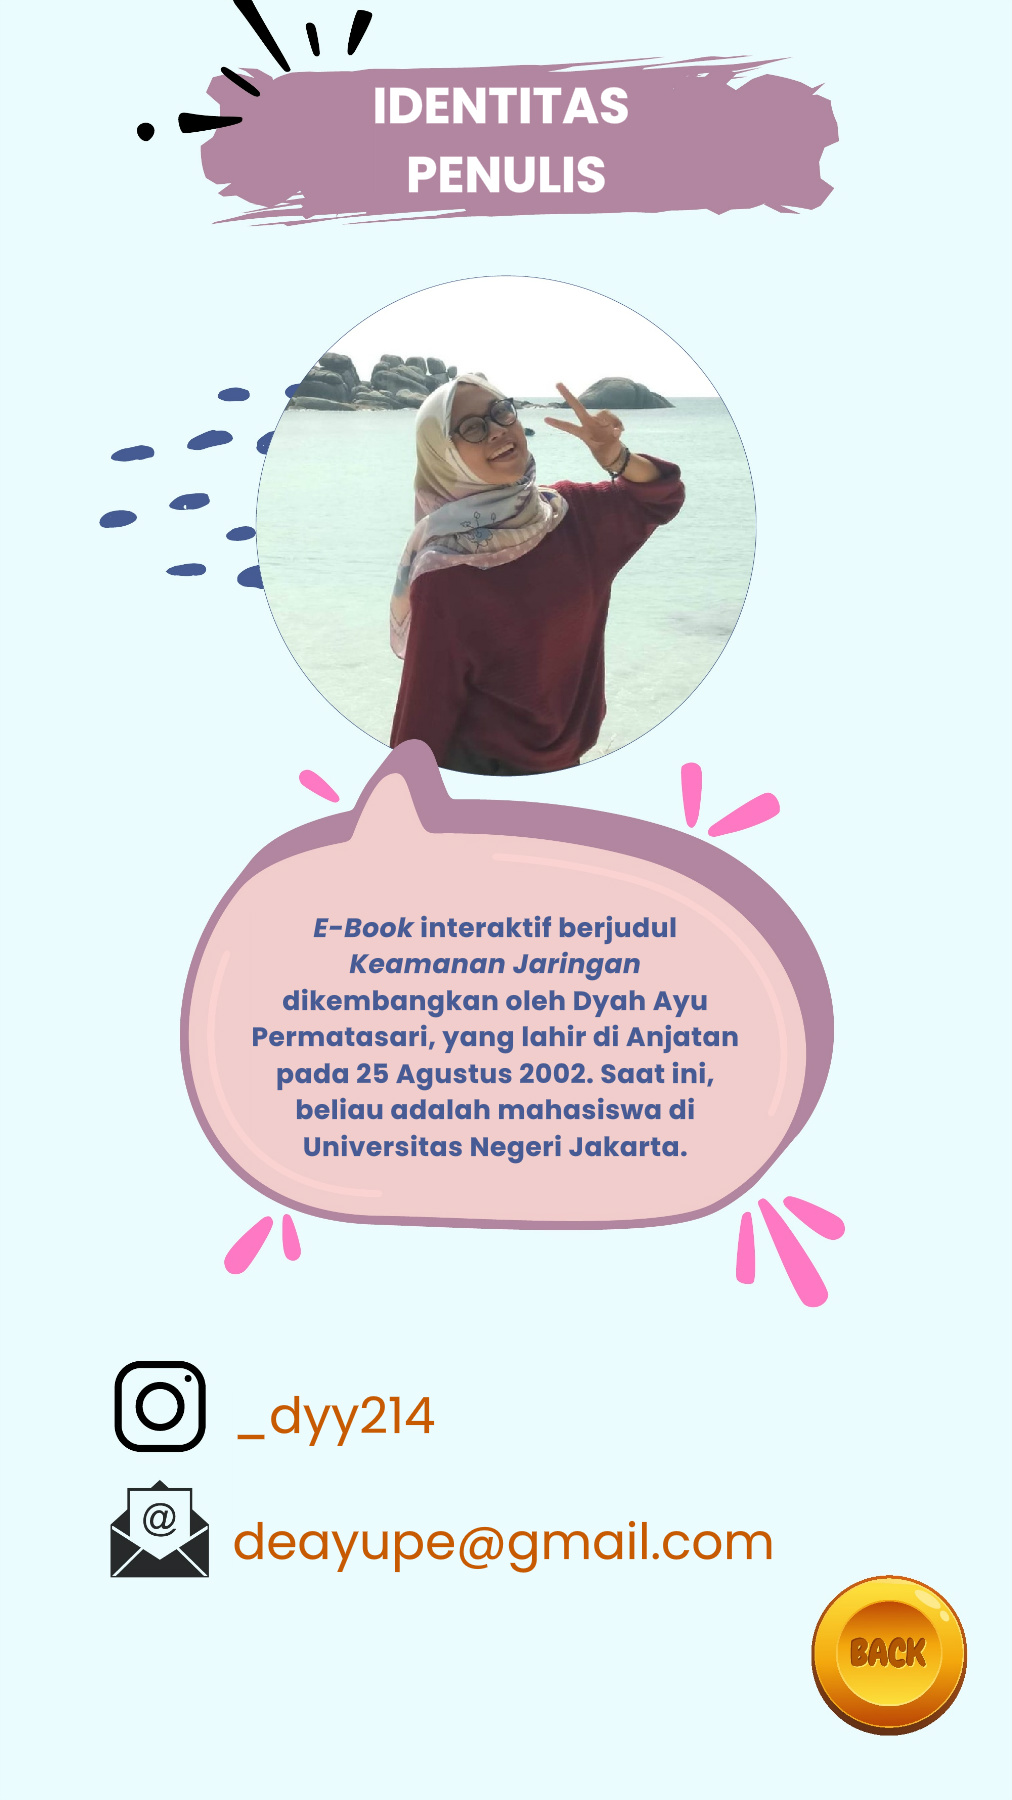 IDENTITAS
PENULIS
E-Book interaktif berjudul
Keamanan Jaringan
dikembangkan oleh Dyah Ayu
Permatasari, yang lahir di Anjatan
pada 25 Agustus 2002. Saat ini,
beliau adalah mahasiswa di
Universitas Negeri Jakarta.
_dyy214
@
deayupe@gmail.com
BACK